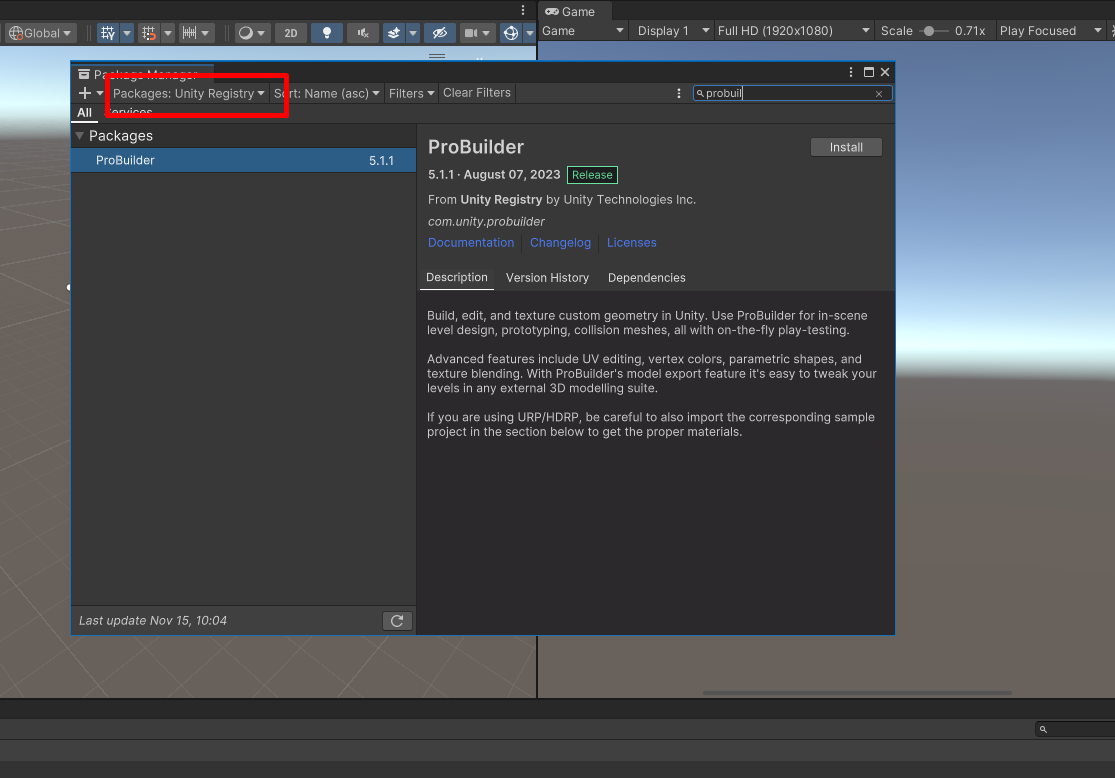 Game
Global
2D
Game
Display 1
Full HD (1920x1080)
Scale
0.71x
Play Focused
Package Manager
Packages: Unity Registry
Sort: Name (asc)
Filters
Clear Filters
probuil
All
Services
Packages
ProBuilder
5.1.1
ProBuilder
Install
5.1.1 · August 07, 2023
Release
From Unity Registry by Unity Technologies Inc.
com.unity.probuilder
Documentation
Changelog
Licenses
Description
Version History
Dependencies
Build, edit, and texture custom geometry in Unity. Use ProBuilder for in-scene
level design, prototyping, collision meshes, all with on-the-fly play-testing.
Advanced features include UV editing, vertex colors, parametric shapes, and
texture blending. With ProBuilder's model export feature it's easy to tweak your
levels in any external 3D modelling suite.
If you are using URP/HDRP, be careful to also import the corresponding sample
project in the section below to get the proper materials.
Last update Nov 15, 10:04